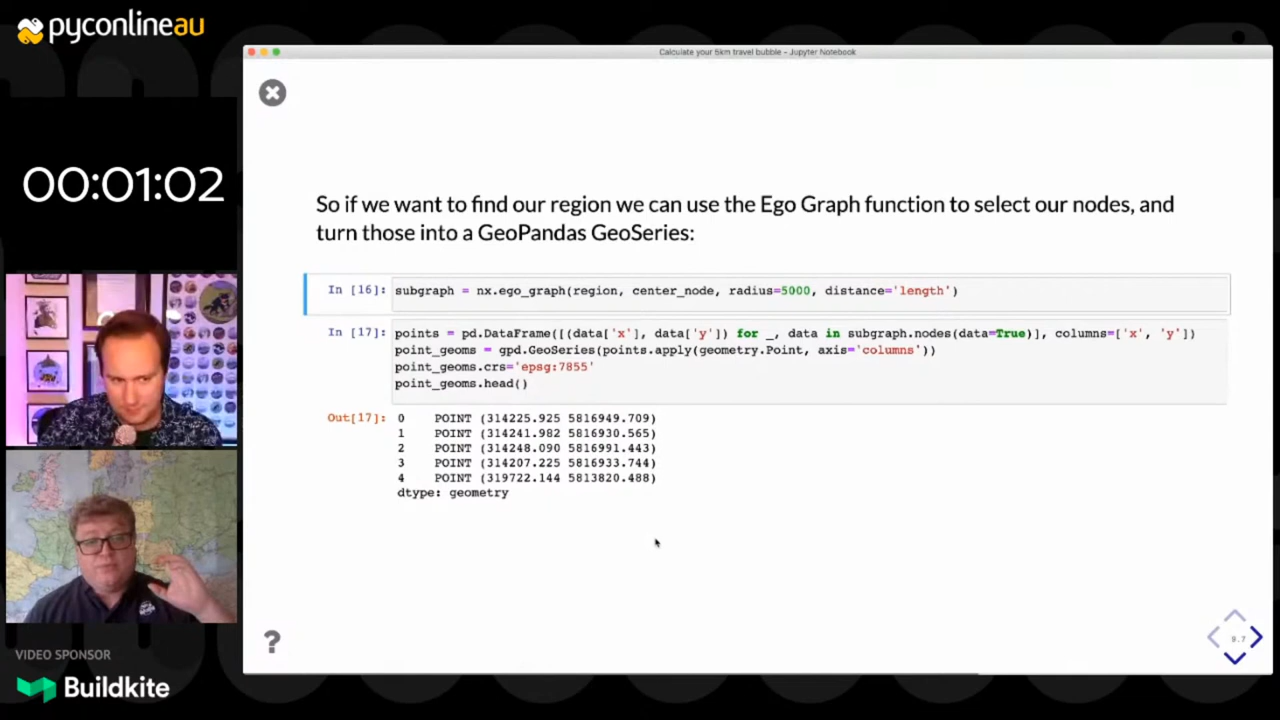 pyconlineau
Calculate your 5km travel bubble - Jupyter Notebook
00:01:02
So if we want to find our region we can use the Ego Graph function to select our nodes, and
turn those into a GeoPandas GeoSeries:
In [16]: subgraph = nx.ego_graph(region, center_node, radius=5000, distance='length')
In [17]: points = pd.DataFrame([(data['x'], data['y']) for _, data in subgraph.nodes(data=True)], columns=['x', 'y'])
point_geoms = gpd.GeoSeries(points.apply(geometry.Point, axis='columns'))
point_geoms.crs='epsg:7855'
point_geoms.head()
Out[17]: 0 POINT (314225.925 5816949.709)
1 POINT (314241.982 5816930.565)
2 POINT (314248.090 5816991.443)
3 POINT (314207.225 5816933.744)
4 POINT (319722.144 5813820.488)
dtype: geometry
?
9.7
VIDEO SPONSOR
Buildkite